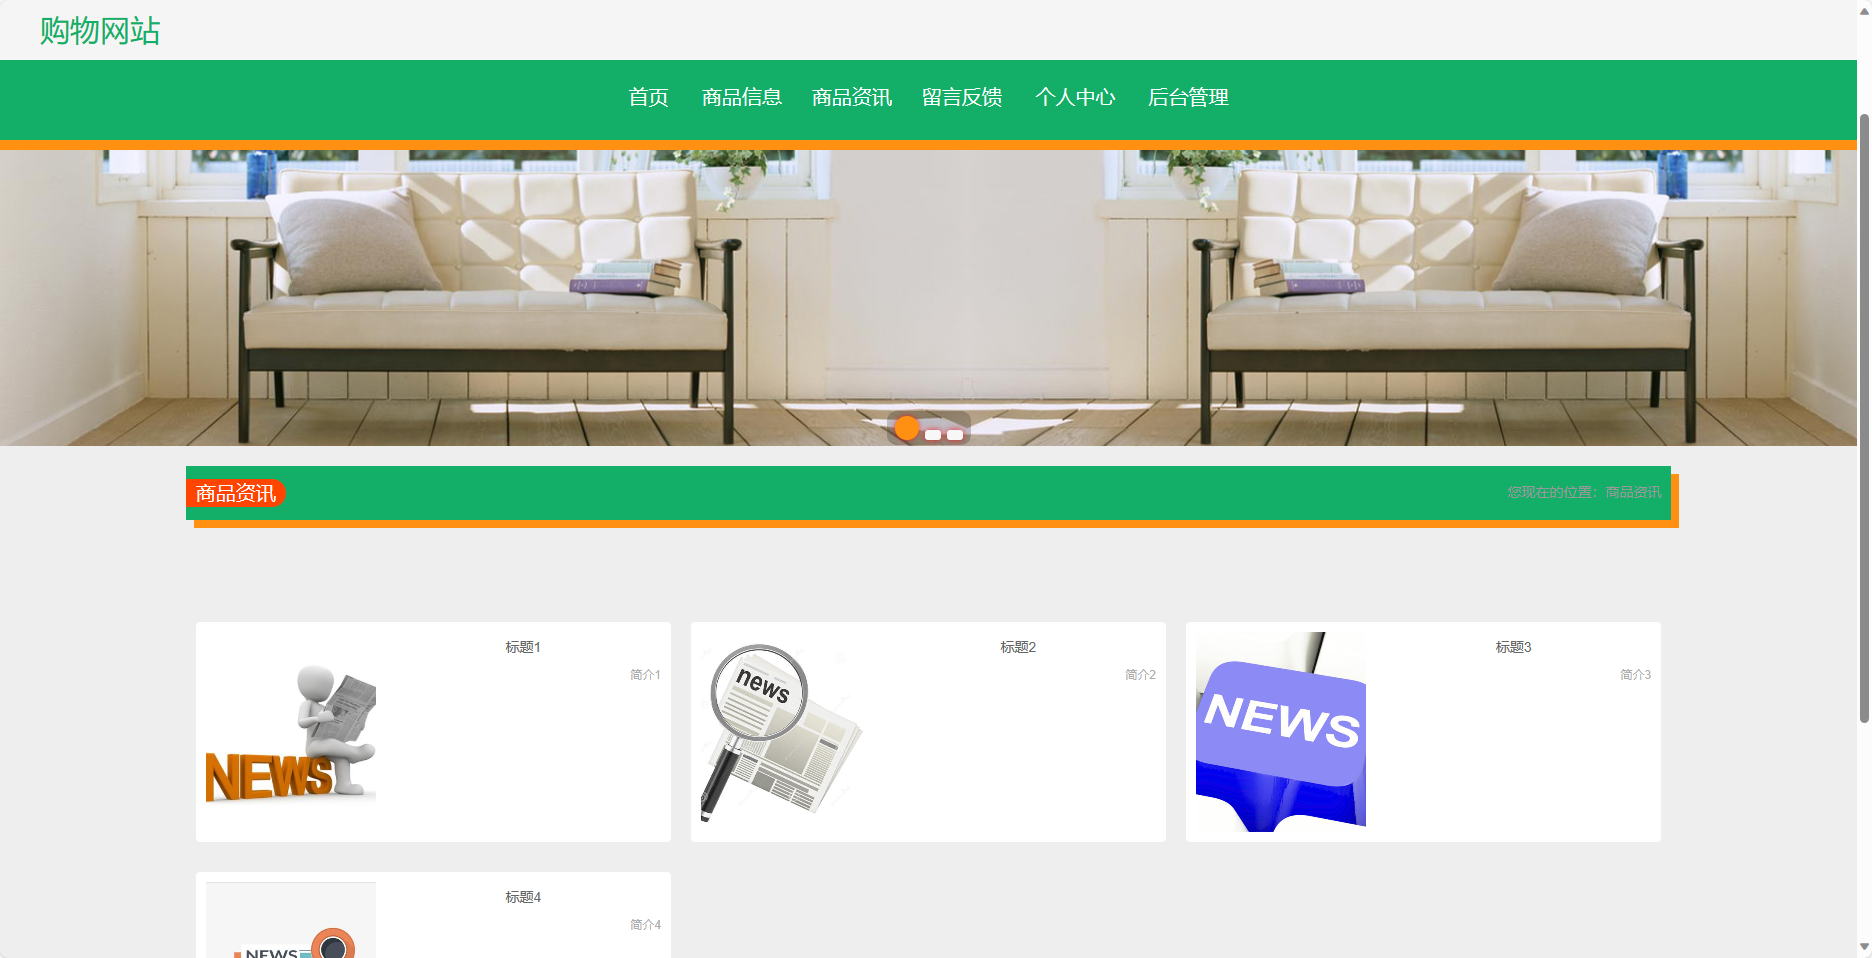 购物网站
首页 商品信息 商品资讯 留言反馈 个人中心 后台管理
商品资讯 您现在的位置：商品资讯
标题1
简介1
NEWS
标题2
简介2
news
标题3
简介3
NEWS
标题4
简介4
NEWS